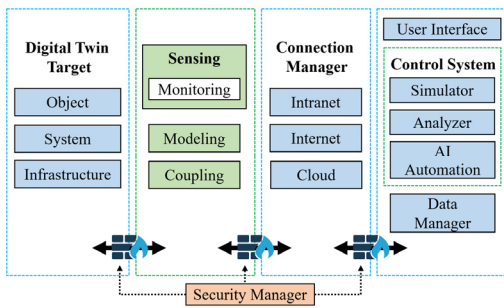 Digital Twin
Target
Object
System
Infrastructure
Sensing
Monitoring
Modeling
Coupling
Connection
Manager
Intranet
Internet
Cloud
User Interface
Control System
Simulator
Analyzer
AI
Automation
Data
Manager
Security Manager